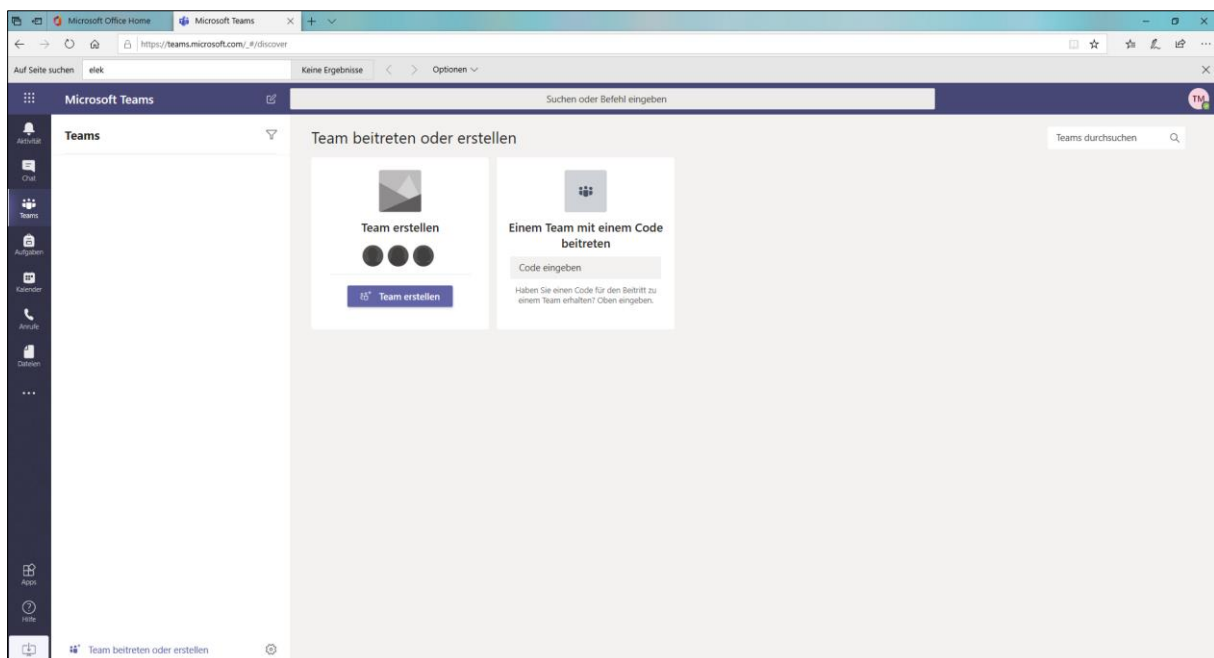 Microsoft Office Home
Microsoft Teams
https://teams.microsoft.com/_#/discover
Auf Seite suchen
elek
Keine Ergebnisse
Optionen
Microsoft Teams
Suchen oder Befehl eingeben
TM
Aktivität
Chat
Teams
Aufgaben
Kalender
Anrufe
Dateien
Apps
Hilfe
Teams
Team beitreten oder erstellen
Team beitreten oder erstellen
Teams durchsuchen
Team erstellen
Team erstellen
Einem Team mit einem Code
beitreten
Code eingeben
Haben Sie einen Code für den Beitritt zu
einem Team erhalten? Oben eingeben.